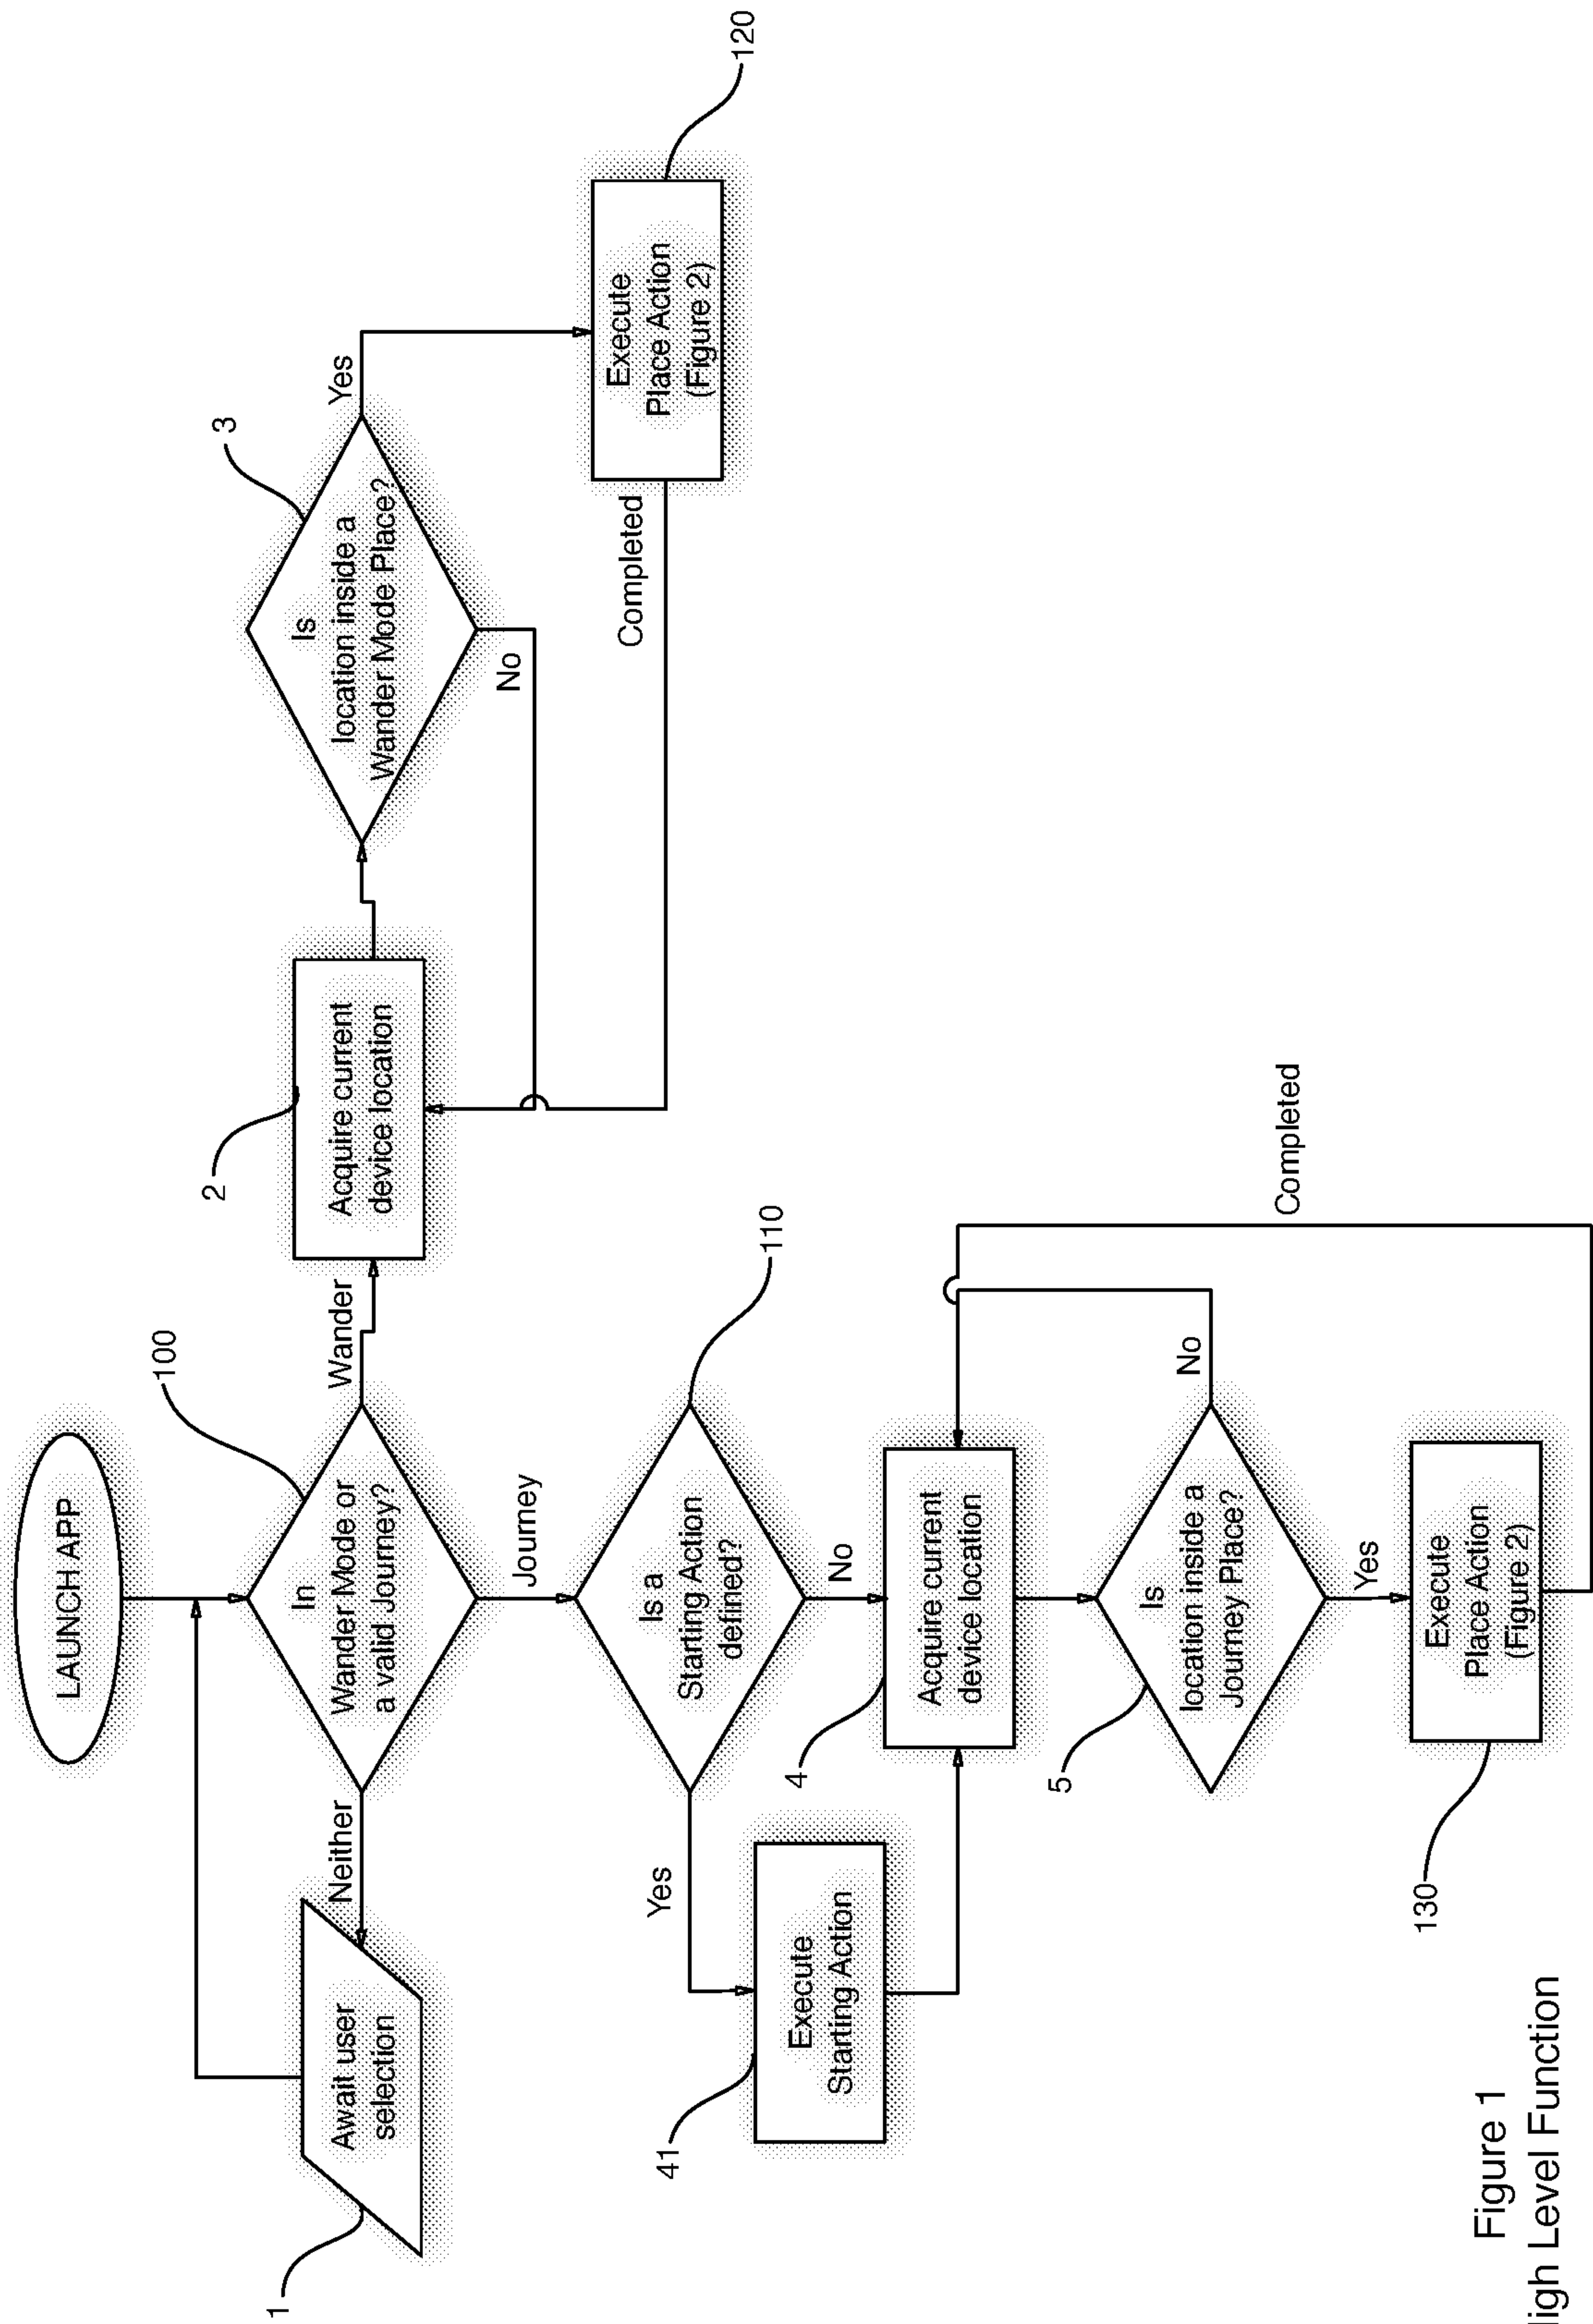 LAUNCH APP
100
In
Wander Mode or
a valid Journey?
Neither
Wander
Journey
1
Await user
selection
2
Acquire current
device location
3
Is
location inside a
Wander Mode Place?
Yes
No
Execute
Place Action
(Figure 2)
120
Completed
110
Is a
Starting Action
defined?
Yes
No
41
Execute
Starting Action
4
Acquire current
device location
5
Is
location inside a
Journey Place?
No
Yes
Completed
130
Execute
Place Action
(Figure 2)
Figure 1
Level Function